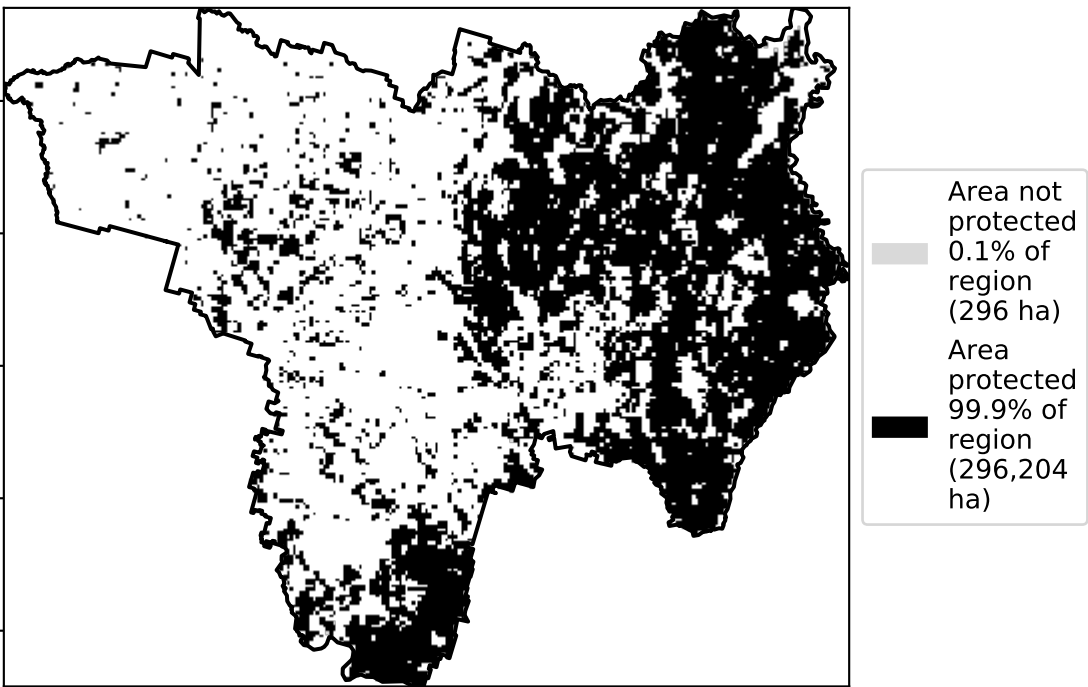 Area not
protected
0.1% of
region
(296 ha)
Area
protected
99.9% of
region
(296,204
ha)